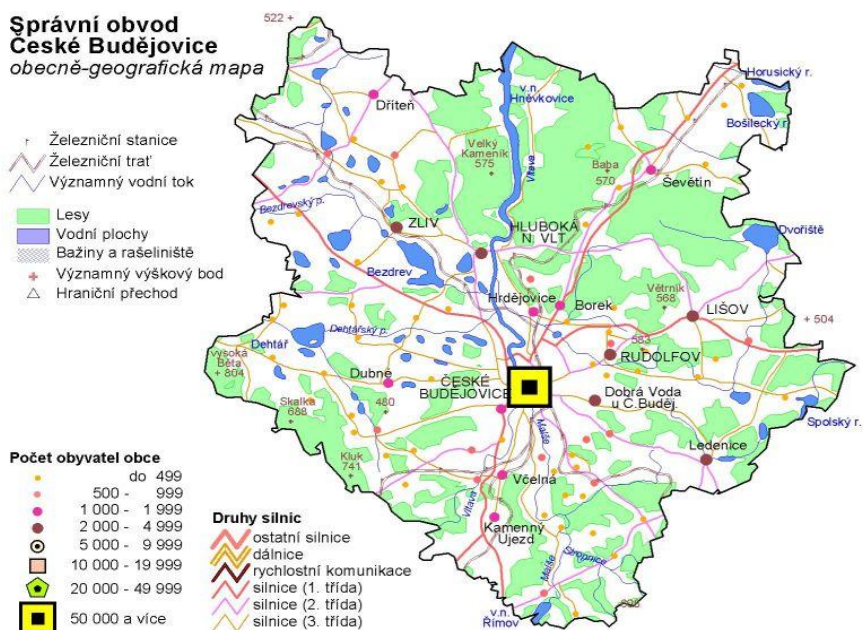 Správní obvod
České Budějovice
obecně-geografická mapa
Železniční stanice
Železniční trať
Významný vodní tok
Lesy
Vodní plochy
Bažiny a rašeliniště
Významný výškový bod
Hraniční přechod
522
Dříteň
v.n.
Hněvkovice
Horusický r.
Bošilecký r.
Velký
Kameník
575
Vltava
Baba
570
Ševětín
Bezdrevský p.
ZLIV
HLUBOKÁ
N. VLT.
Dvořiště
Bezdrev
Hrdějovice
Borek
Větrník
568
LIŠOV
504
Dehtářský p.
Dehtář
583
RUDOLFOV
vysoká
Běta
804
Dubné
ČESKÉ
BUDĚJOVICE
Dobrá Voda
u Č.Buděj.
Skalka
688
480
Spolský r.
Malše
Kluk
741
Ledenice
Včelná
Vltava
Kamenný
Újezd
Stropnice
Malše
v.n.
Římov
Počet obyvatel obce
do 499
500 - 999
1 000 - 1 999
2 000 - 4 999
5 000 - 9 999
10 000 - 19 999
20 000 - 49 999
50 000 a více
Druhy silnic
ostatní silnice
dálnice
rychlostní komunikace
silnice (1. třída)
silnice (2. třída)
silnice (3. třída)